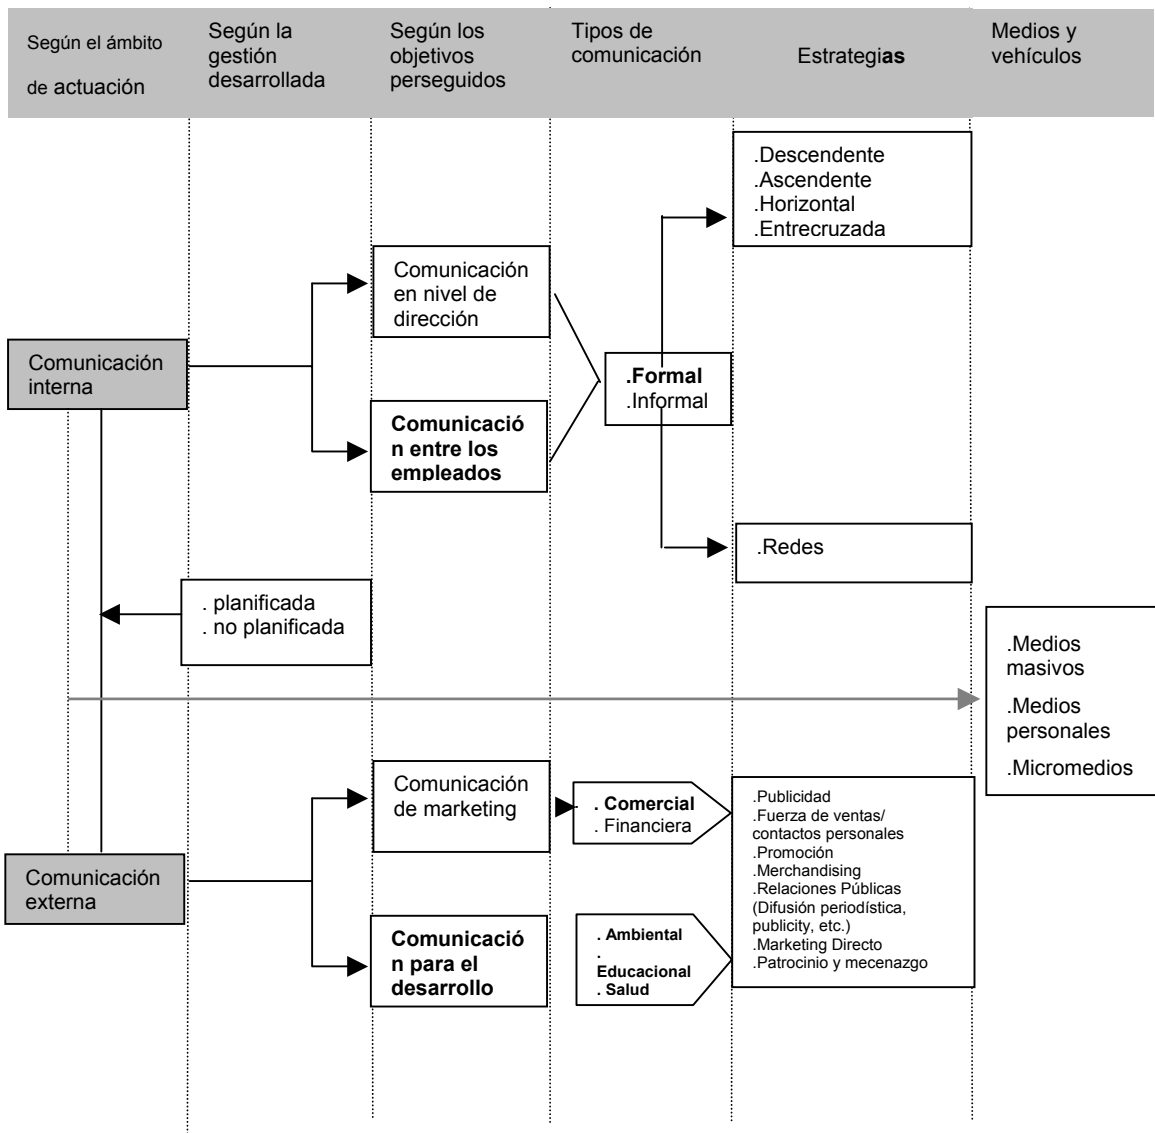 Según el ámbito
de actuación
Según la
gestión
desarrollada
Según los
objetivos
perseguidos
Tipos de
comunicación
Estrategias
Medios y
vehículos
.Descendente
.Ascendente
.Horizontal
.Entrecruzada
Comunicación
en nivel de
dirección
Comunicación
interna
.Formal
.Informal
Comunicació
n entre los
empleados
.Redes
. planificada
. no planificada
.Medios
masivos
.Medios
personales
.Micromedios
Comunicación
de marketing
. Comercial
. Financiera
.Publicidad
.Fuerza de ventas/
contactos personales
.Promoción
.Merchandising
.Relaciones Públicas
(Difusión periodística,
publicity, etc.)
.Marketing Directo
.Patrocinio y mecenazgo
Comunicación
externa
Comunicació
n para el
desarrollo
. Ambiental
.
Educacional
. Salud